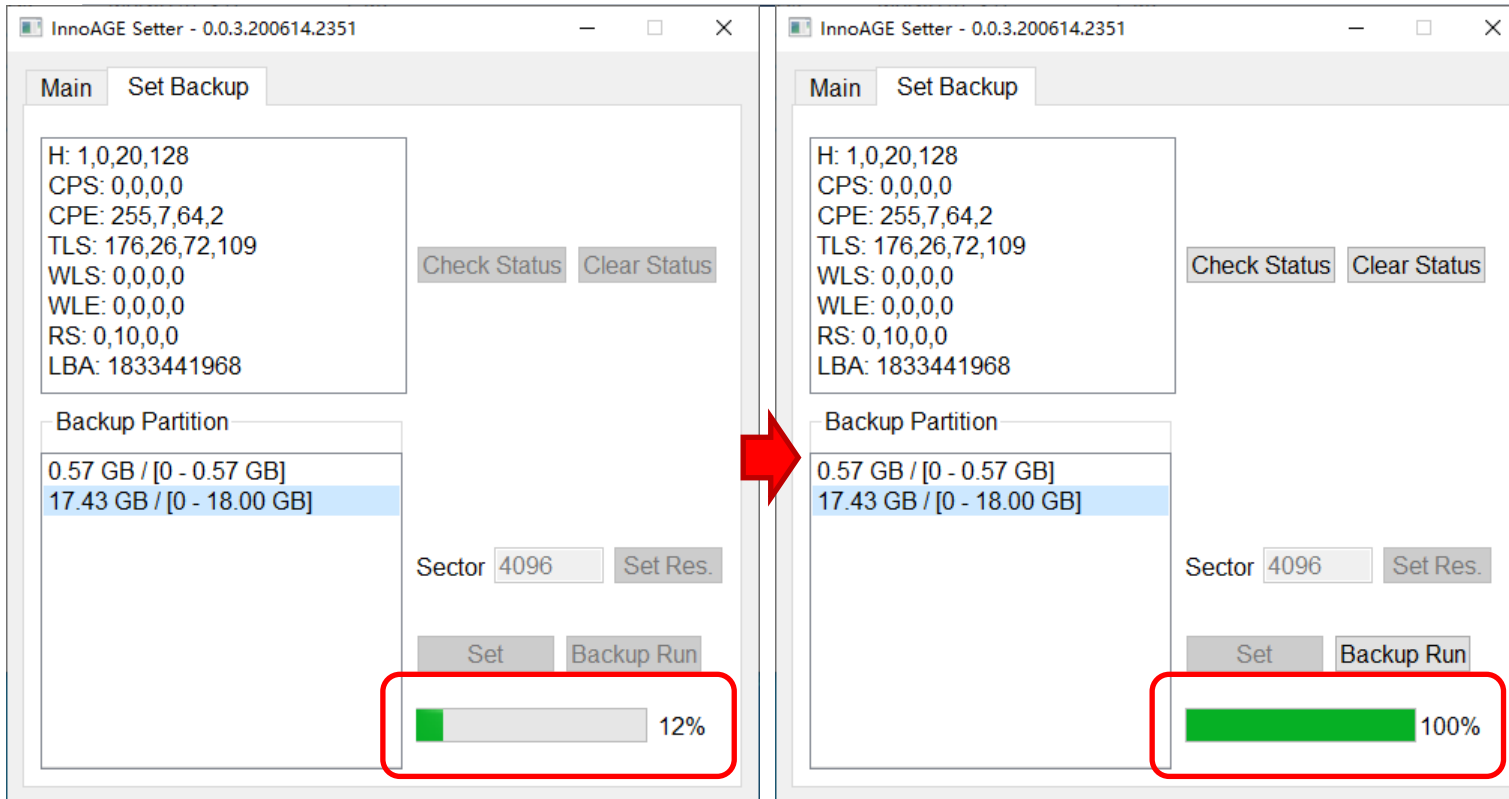 InnoAGE Setter - 0.0.3.200614.2351
Main Set Backup
H: 1,0,20,128
CPS: 0,0,0,0
CPE: 255,7,64,2
TLS: 176,26,72,109
WLS: 0,0,0,0
WLE: 0,0,0,0
RS: 0,10,0,0
LBA: 1833441968
Check Status Clear Status
Backup Partition
0.57 GB / [0 - 0.57 GB]
17.43 GB / [0 - 18.00 GB]
Sector 4096 Set Res.
Set Backup Run
12%
InnoAGE Setter - 0.0.3.200614.2351
Main Set Backup
H: 1,0,20,128
CPS: 0,0,0,0
CPE: 255,7,64,2
TLS: 176,26,72,109
WLS: 0,0,0,0
WLE: 0,0,0,0
RS: 0,10,0,0
LBA: 1833441968
Check Status Clear Status
Backup Partition
0.57 GB / [0 - 0.57 GB]
17.43 GB / [0 - 18.00 GB]
Sector 4096 Set Res.
Set Backup Run
100%